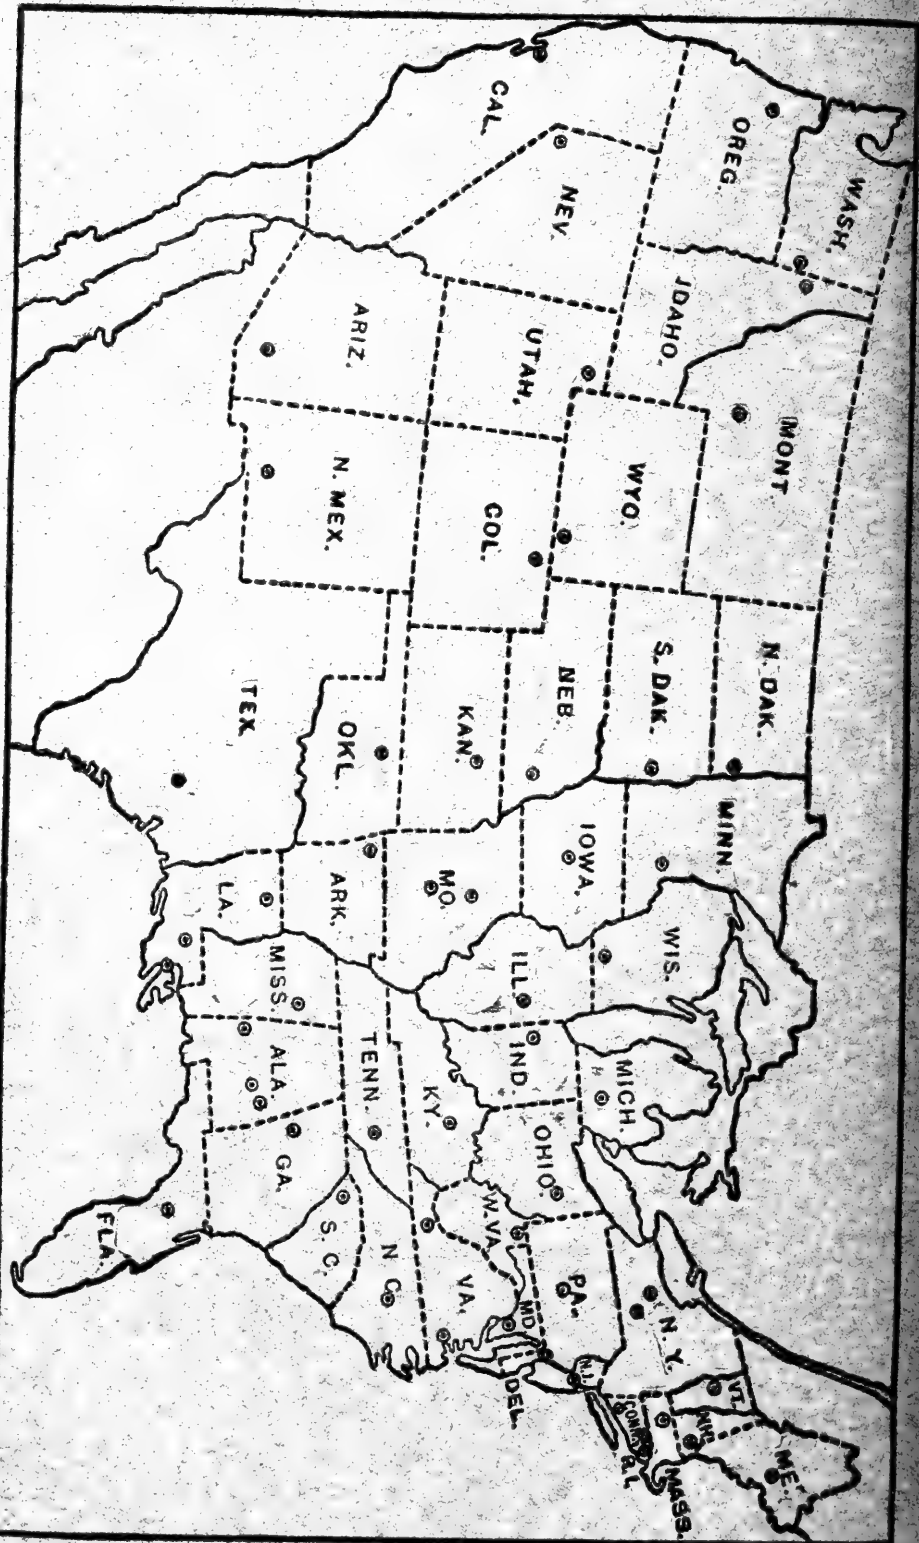 WASH.
OREG.
CAL.
NEV.
IDAHO.
MONT.
UTAH.
ARIZ.
WYO.
COL.
N. MEX.
N. DAK.
S. DAK.
NEB.
KAN.
OKL.
TEX.
MINN.
IOWA.
MO.
ARK.
LA.
WIS.
ILL.
MISS.
MICH.
IND.
OHIO.
KY.
TENN.
ALA.
GA.
FLA.
S. C.
N. C.
W. VA.
VA.
MD.
DEL.
PA.
N. J.
N. Y.
CONN.
R. I.
MASS.
VT.
N.H.
ME.